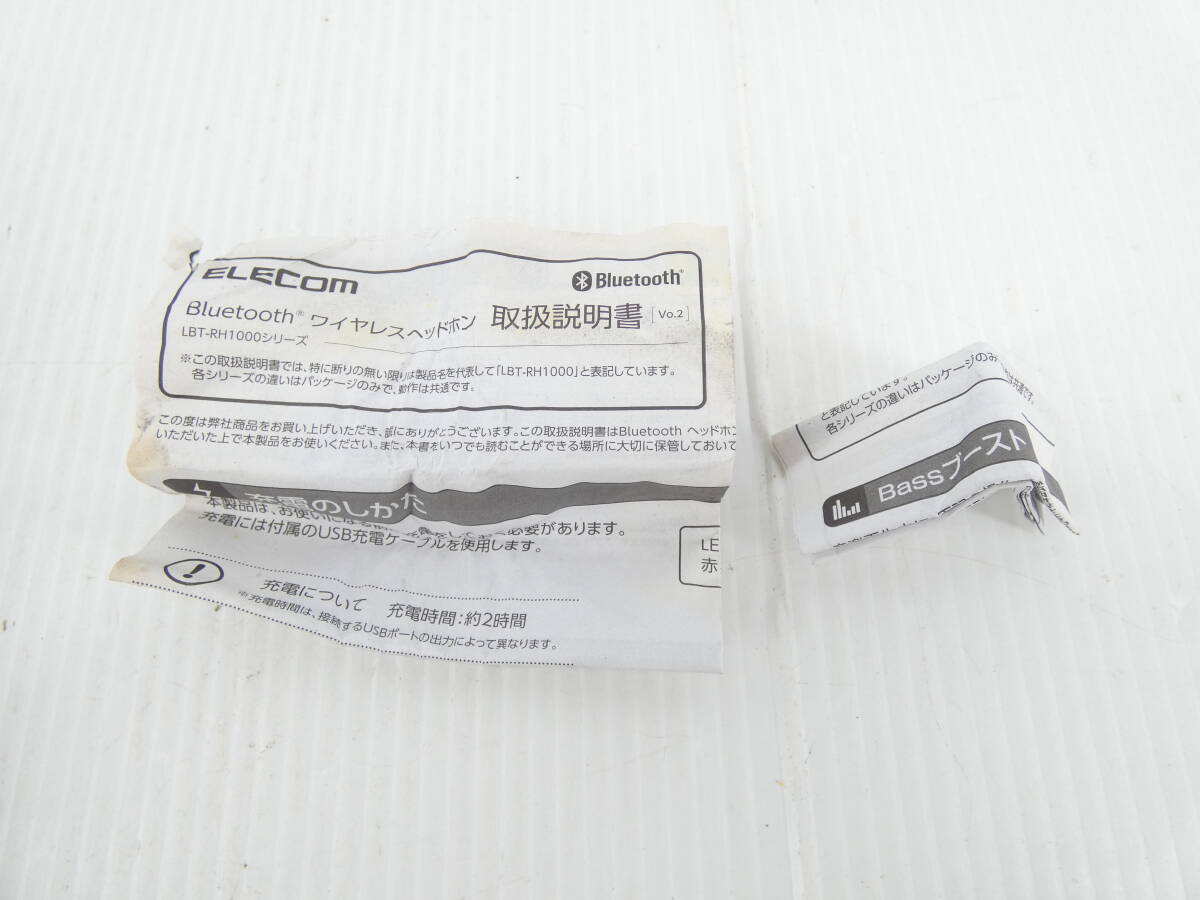 ELECOM
Bluetooth®
Bluetooth® ワイヤレスヘッドホン 取扱説明書 [Vo.2]
LBT-RH1000シリーズ
※この取扱説明書では、特に断りの無い限りは製品名を代表して「LBT-RH1000」と表記しています。
各シリーズの違いはパッケージのみで、動作は共通です。
この度は弊社商品をお買い上げいただき、誠にありがとうございます。この取扱説明書はBluetooth ヘッドホン
いただいた上で本製品をお使いください。また、本書をいつでも読むことができる場所に大切に保管しておいて
充電のしかた
本製品は、お使いになる前に 必要があります。
充電には付属のUSB充電ケーブルを使用します。
LE
赤
充電について 充電時間:約2時間
※充電時間は、接続するUSBポートの出力によって異なります。
と表記しています。
各シリーズの違いはパッケージのみ
は共通です。
Bassブースト